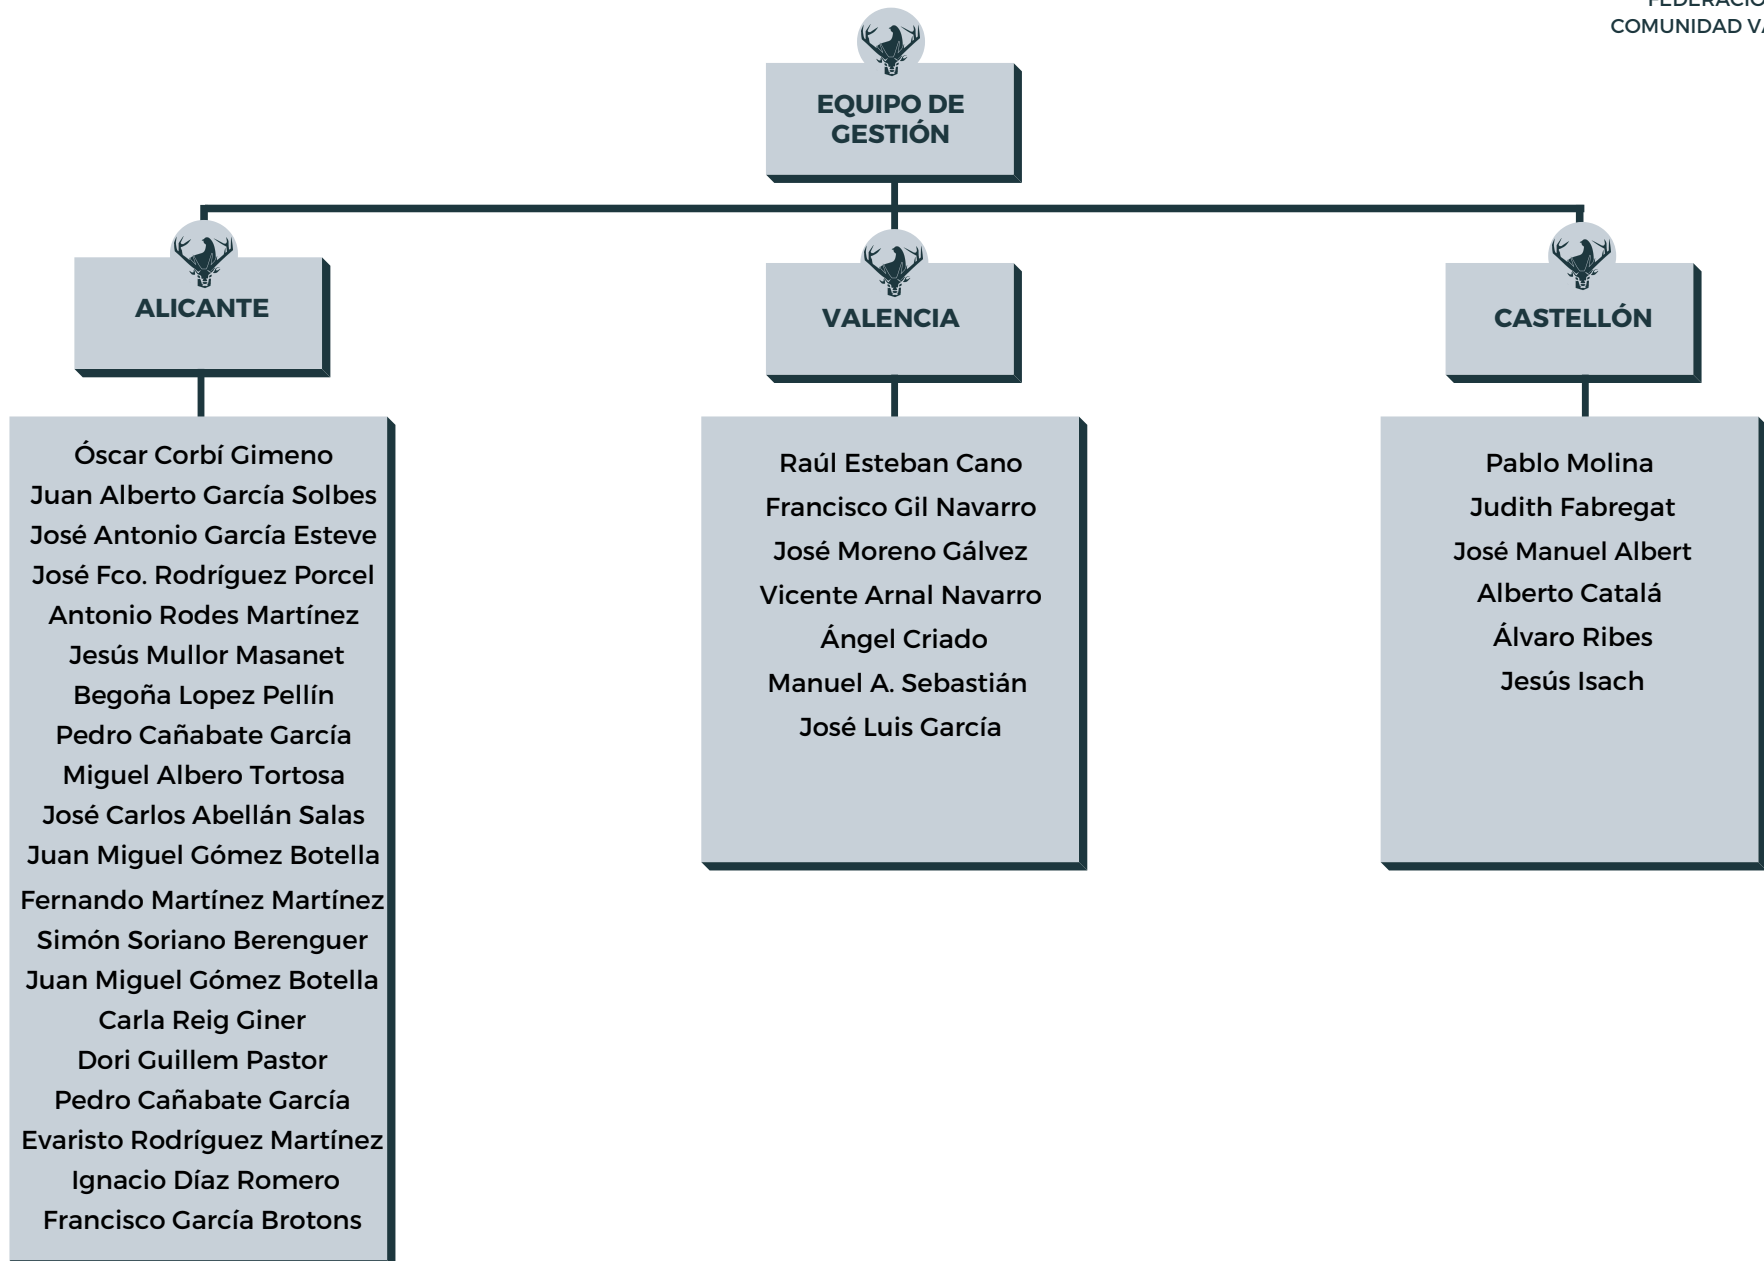 FEDERACIÓ
COMUNIDAD VA
EQUIPO DE
GESTIÓN
ALICANTE
Óscar Corbí Gimeno
Juan Alberto García Solbes
José Antonio García Esteve
José Fco. Rodríguez Porcel
Antonio Rodes Martínez
Jesús Mullor Masanet
Begoña Lopez Pellín
Pedro Cañabate García
Miguel Albero Tortosa
José Carlos Abellán Salas
Juan Miguel Gómez Botella
Fernando Martínez Martínez
Simón Soriano Berenguer
Juan Miguel Gómez Botella
Carla Reig Giner
Dori Guillem Pastor
Pedro Cañabate García
Evaristo Rodríguez Martínez
Ignacio Díaz Romero
Francisco García Brotons
VALENCIA
Raúl Esteban Cano
Francisco Gil Navarro
José Moreno Gálvez
Vicente Arnal Navarro
Ángel Criado
Manuel A. Sebastián
José Luis García
CASTELLÓN
Pablo Molina
Judith Fabregat
José Manuel Albert
Alberto Catalá
Álvaro Ribes
Jesús Isach